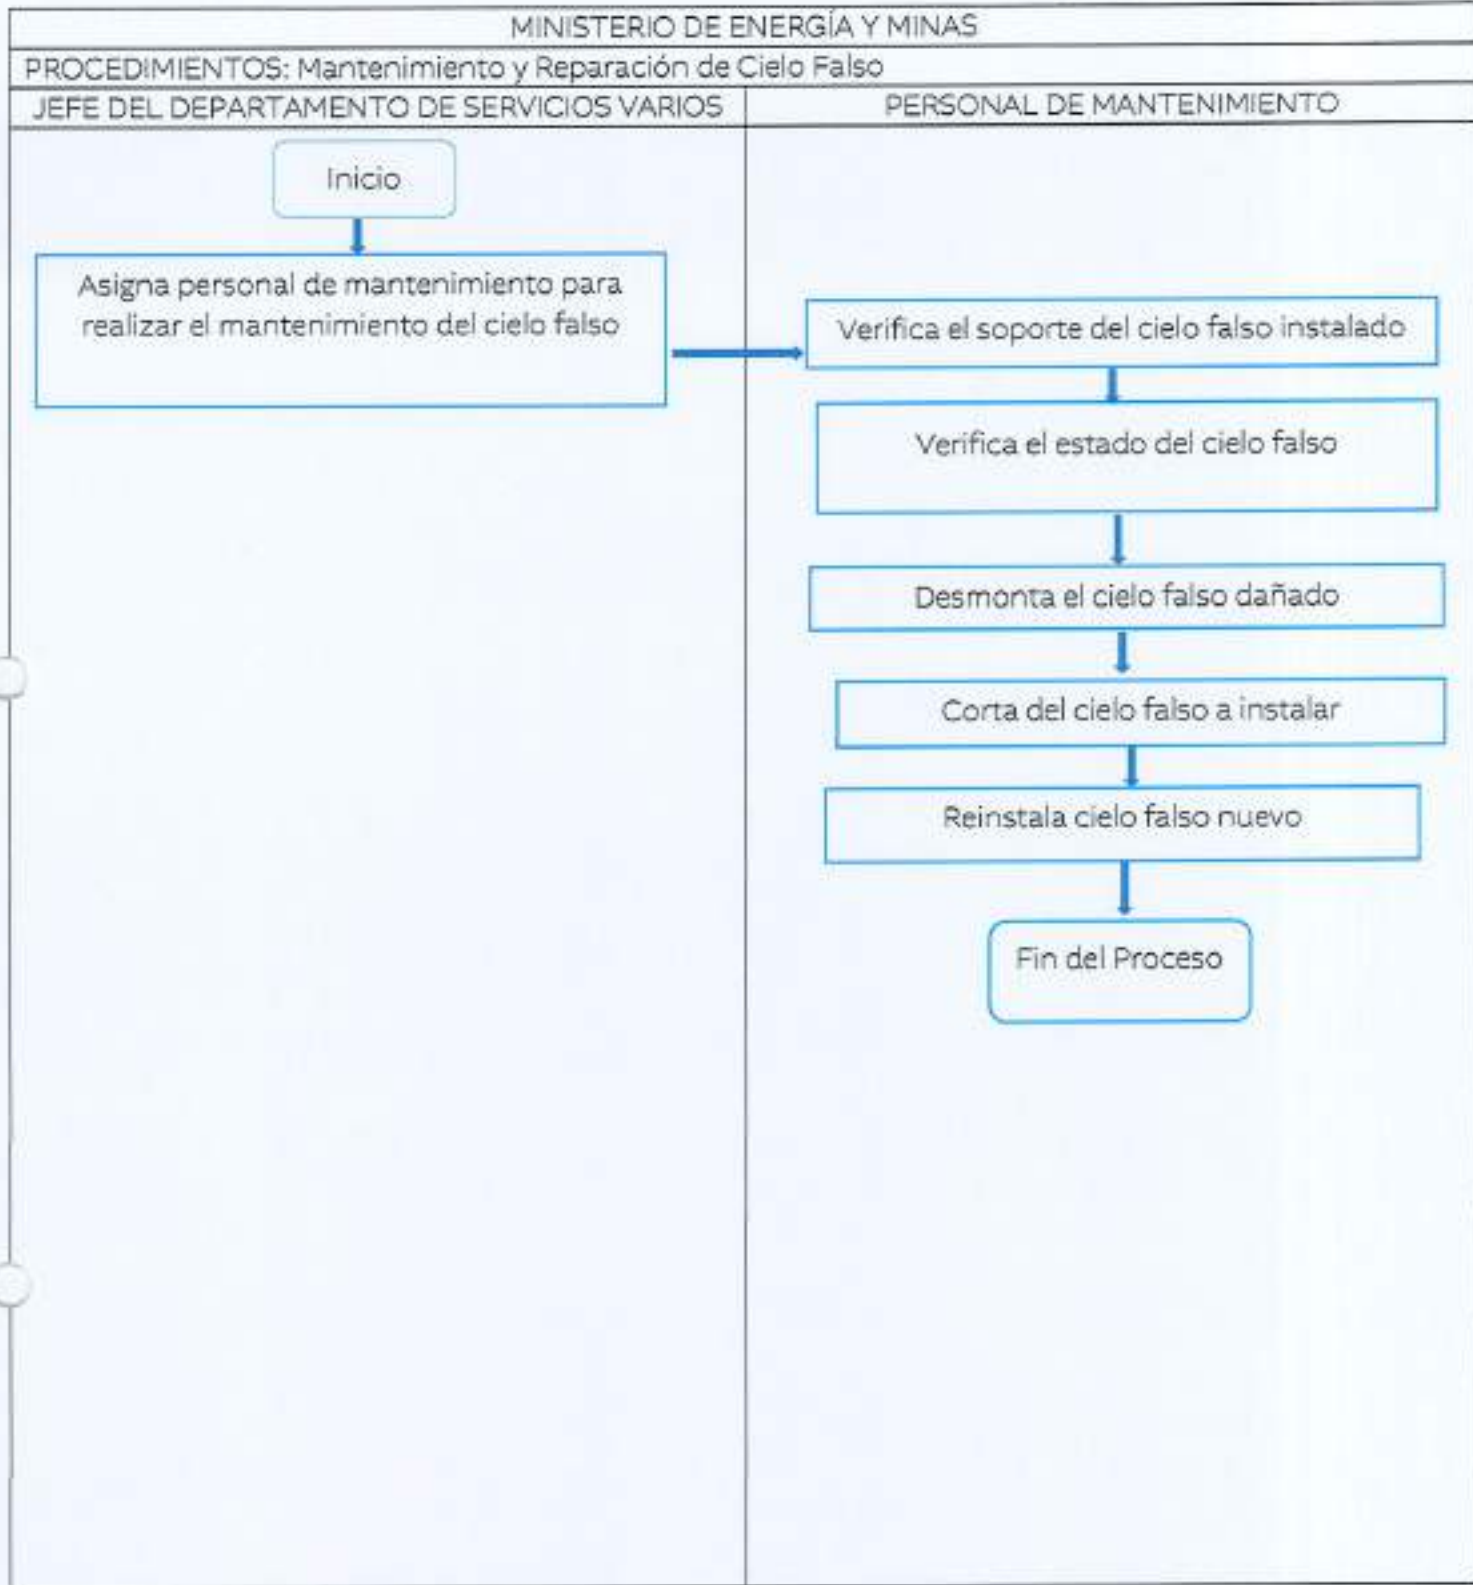 MINISTERIO DE ENERGÍA Y MINAS
PROCEDIMIENTOS: Mantenimiento y Reparación de Cielo Falso
JEFE DEL DEPARTAMENTO DE SERVICIOS VARIOS
PERSONAL DE MANTENIMIENTO
Inicio
Asigna personal de mantenimiento para
realizar el mantenimiento del cielo falso
Verifica el soporte del cielo falso instalado
Verifica el estado del cielo falso
Desmonta el cielo falso dañado
Corta del cielo falso a instalar
Reinstala cielo falso nuevo
Fin del Proceso